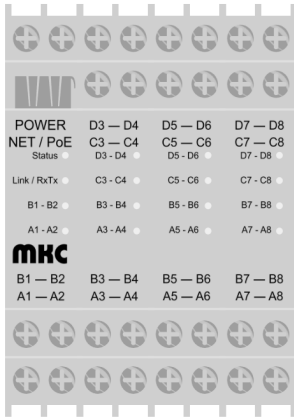 POWER D3 — D4 D5 — D6 D7 — D8
NET / PoE C3 — C4 C5 — C6 C7 — C8
Status D3 - D4 D5 - D6 D7 - D8
Link / RxTx C3 - C4 C5 - C6 C7 - C8
B1 - B2 B3 - B4 B5 - B6 B7 - B8
A1 - A2 A3 - A4 A5 - A6 A7 - A8
МНС
B1 — B2 B3 — B4 B5 — B6 B7 — B8
A1 — A2 A3 — A4 A5 — A6 A7 — A8